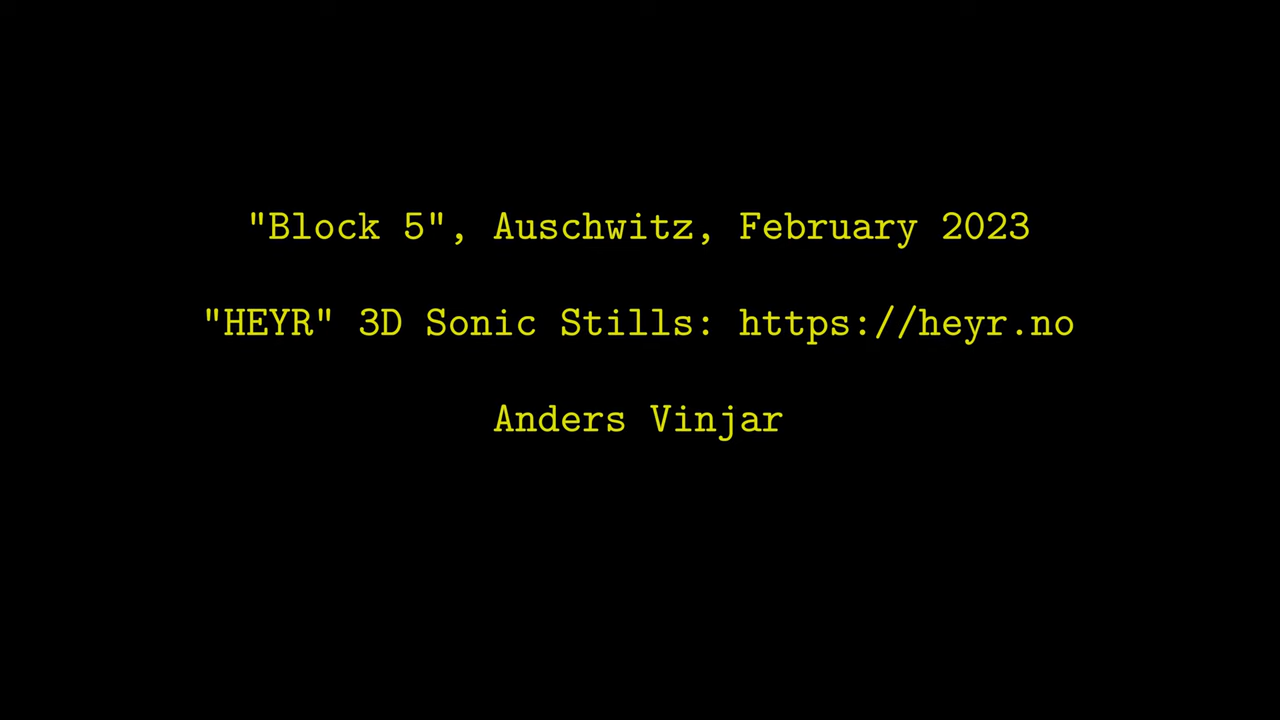 "Block 5", Auschwitz, February 2023
"HEYR" 3D Sonic Stills: https://heyr.no
Anders Vinjar